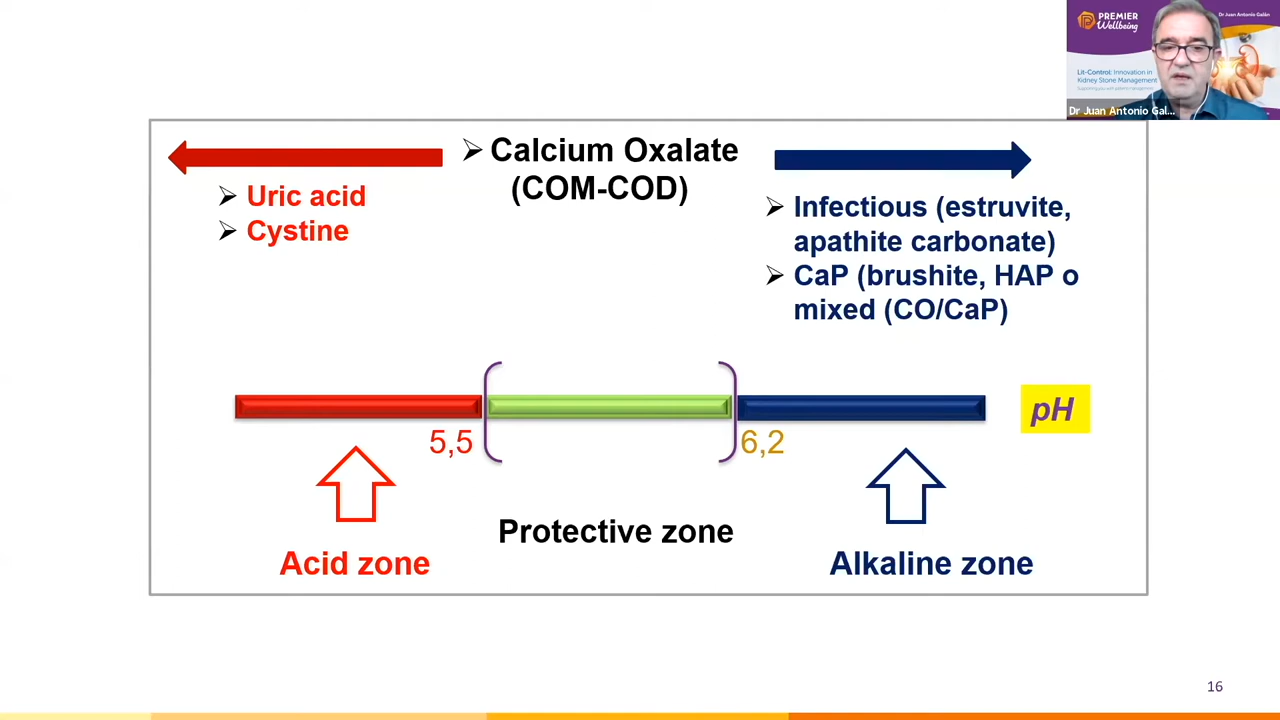 Dr Juan Antonio Galán
PREMIER
Wellbeing
Lit-Control: Innovation in
Kidney Stone Management
Dr Juan Antonio Gal...
➢ Calcium Oxalate
(COM-COD)
➢ Uric acid
➢ Cystine
➢ Infectious (estruvite,
apathite carbonate)
➢ CaP (brushite, HAP o
mixed (CO/CaP)
pH
5,5
6,2
Protective zone
Acid zone
Alkaline zone
16